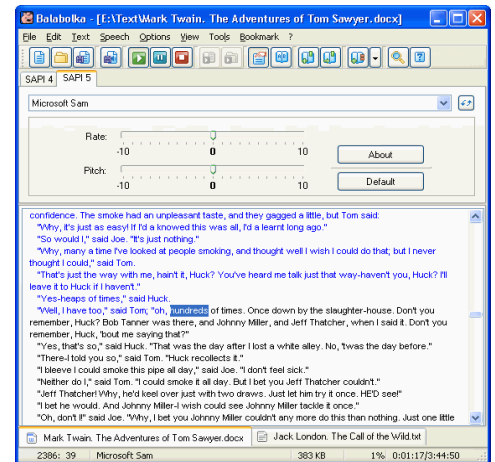 Balabolka - [E:\Text\Mark Twain. The Adventures of Tom Sawyer.docx]
File Edit Text Speech Options View Tools Bookmark ?
SAPI 4 SAPI 5
Microsoft Sam
Rate:
-10 0 10
About
Pitch:
-10 0 10
Default
confidence. The smoke had an unpleasant taste, and they gagged a little, but Tom said:
"Why, it's just as easy! If I'd a knowed this was all, I'd a learnt long ago."
"So would I," said Joe. "It's just nothing."
"Why, many a time I've looked at people smoking, and thought well I wish I could do that; but I never
thought I could," said Tom.
"That's just the way with me, hain't it, Huck? You've heard me talk just that way-haven't you, Huck? I'll
leave it to Huck if I haven't."
"Yes-heaps of times," said Huck.
"Well, I have too," said Tom; "oh, hundreds of times. Once down by the slaughter-house. Don't you
remember, Huck? Bob Tanner was there, and Johnny Miller, and Jeff Thatcher, when I said it. Don't you
remember, Huck, 'bout me saying that?"
"Yes, that's so," said Huck. "That was the day after I lost a white alley. No, 'twas the day before."
"There-I told you so," said Tom. "Huck recollects it."
"I bleeve I could smoke this pipe all day," said Joe. "I don't feel sick."
"Neither do I," said Tom. "I could smoke it all day. But I bet you Jeff Thatcher couldn't."
"Jeff Thatcher! Why, he'd keel over just with two draws. Just let him try it once. HE'D see!"
"I bet he would. And Johnny Miller-I wish could see Johnny Miller tackle it once."
"Oh, don't I!" said Joe. "Why, I bet you Johnny Miller couldn't any more do this than nothing. Just one little
Mark Twain. The Adventures of Tom Sawyer.docx Jack London. The Call of the Wild.txt
2386: 39 Microsoft Sam 383 KB 1% 0:01:17/3:44:50